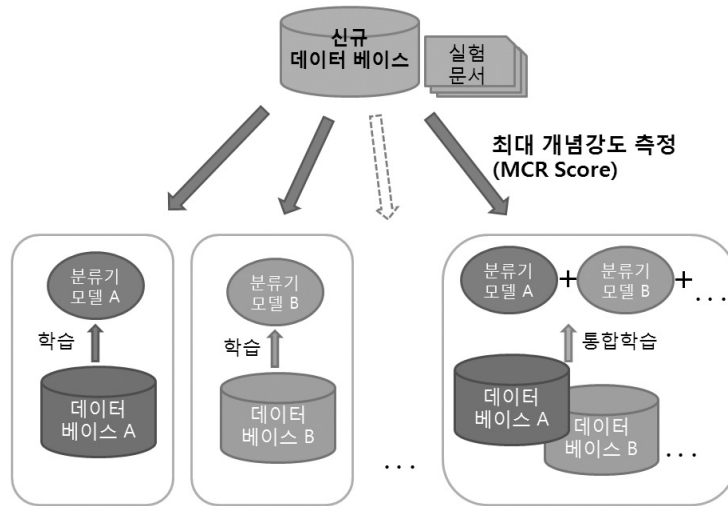 신규
데이터 베이스
실험
문서
최대 개념강도 측정
(MCR Score)
분류기
모델 A
학습
데이터
베이스 A
분류기
모델 B
학습
데이터
베이스 B
...
분류기
모델 A
+
분류기
모델 B
+
...
통합학습
데이터
베이스 A
데이터
베이스 B
...